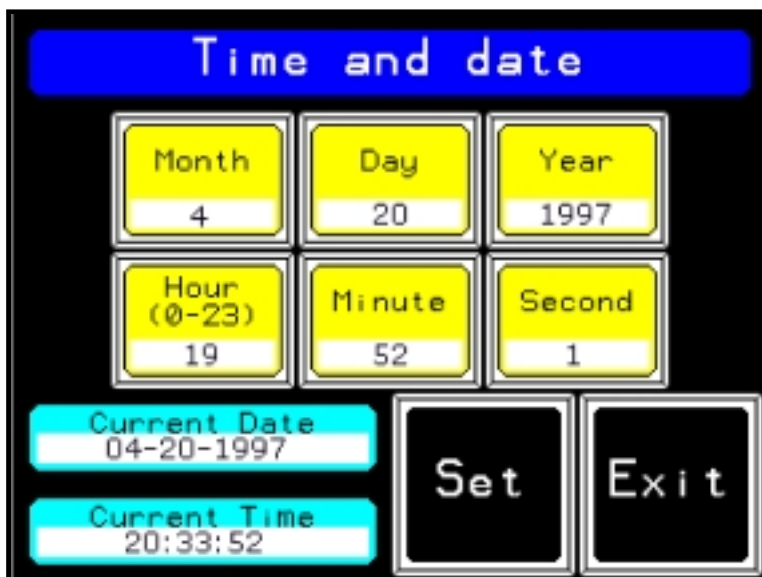 Time and date
Month
4
Day
20
Year
1997
Hour
(0-23)
19
Minute
52
Second
1
Current Date
04-20-1997
Current Time
20:33:52
Set
Exit